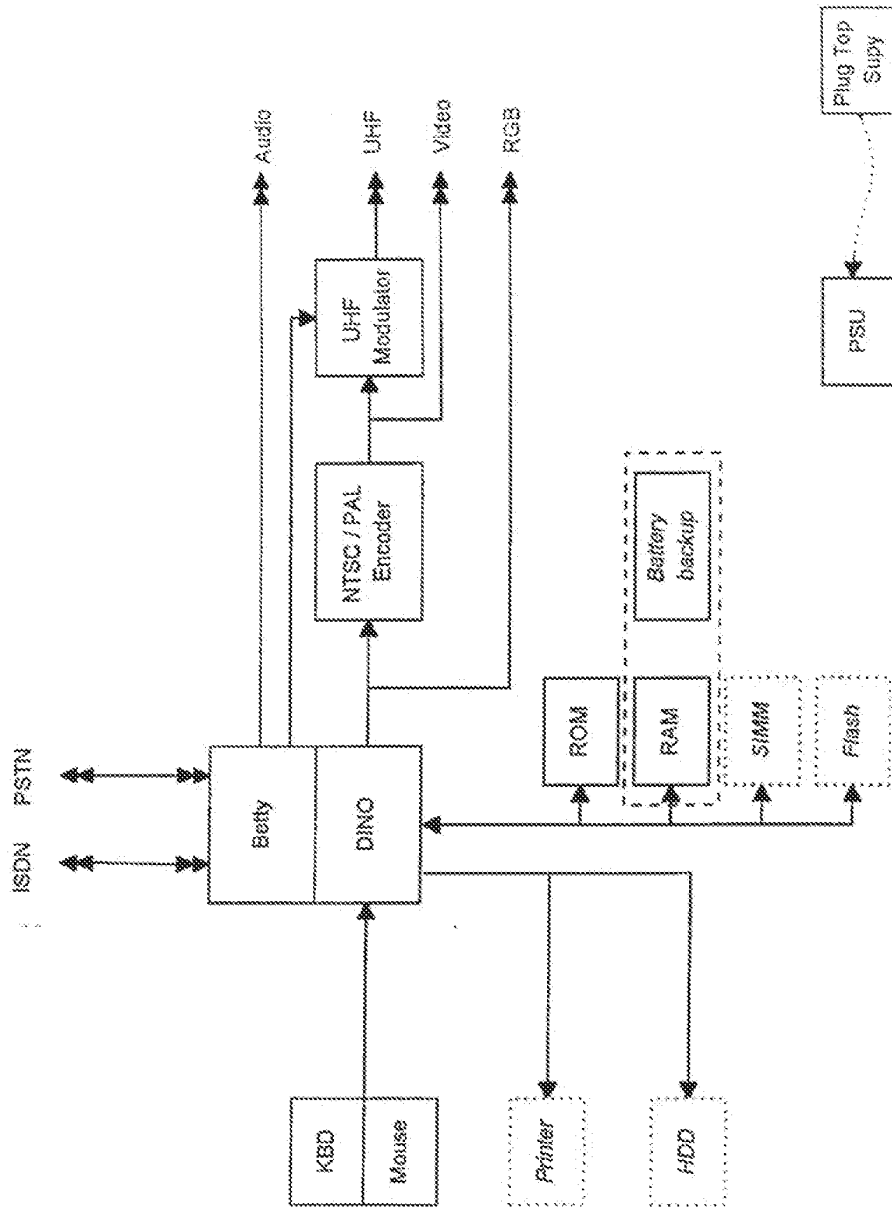 ISDN
PSTN
Betty
DINO
KBD
Mouse
Printer
HDD
NTSC / PAL
Encoder
UHF
Modulator
Audio
UHF
Video
RGB
ROM
RAM
Battery
backup
SIMM
Flash
PSU
Plug Top
Supy